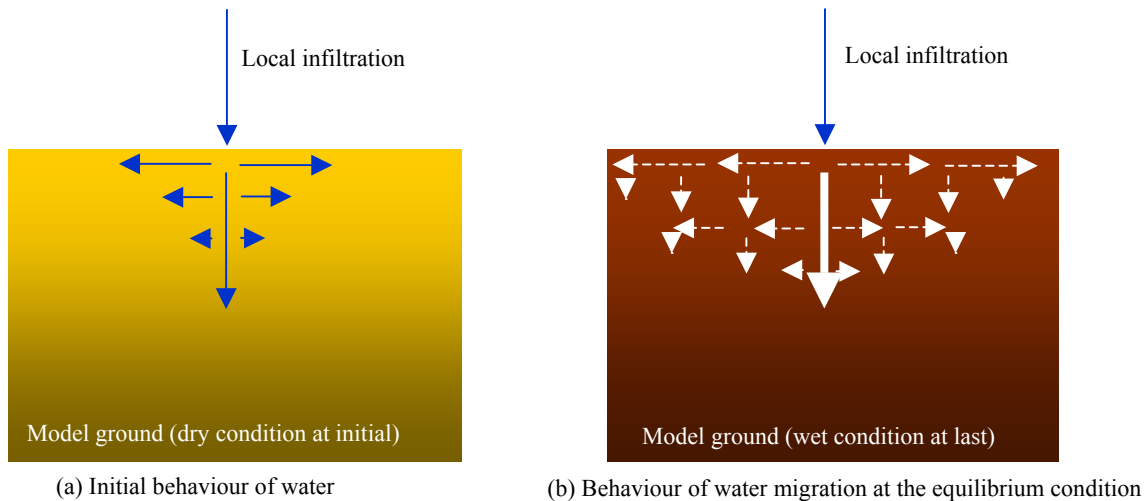 Local infiltration
Local infiltration
Model ground (dry condition at initial)
Model ground (wet condition at last)
(a) Initial behaviour of water
(b) Behaviour of water migration at the equilibrium condition